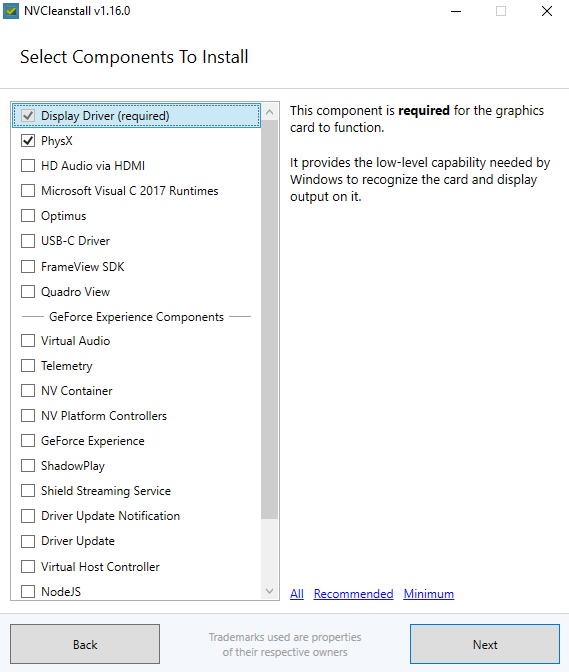 NVCleanstall v1.16.0
Select Components To Install
Display Driver (required)
PhysX
HD Audio via HDMI
Microsoft Visual C 2017 Runtimes
Optimus
USB-C Driver
FrameView SDK
Quadro View
GeForce Experience Components
Virtual Audio
Telemetry
NV Container
NV Platform Controllers
GeForce Experience
ShadowPlay
Shield Streaming Service
Driver Update Notification
Driver Update
Virtual Host Controller
NodeJS
This component is required for the graphics
card to function.
It provides the low-level capability needed by
Windows to recognize the card and display
output on it.
All Recommended Minimum
Back
Trademarks used are properties
of their respective owners
Next